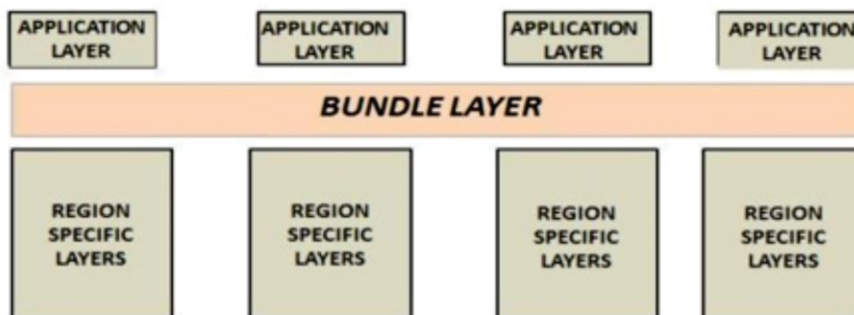 APPLICATION
LAYER
APPLICATION
LAYER
APPLICATION
LAYER
APPLICATION
LAYER
BUNDLE LAYER
REGION
SPECIFIC
LAYERS
REGION
SPECIFIC
LAYERS
REGION
SPECIFIC
LAYERS
REGION
SPECIFIC
LAYERS